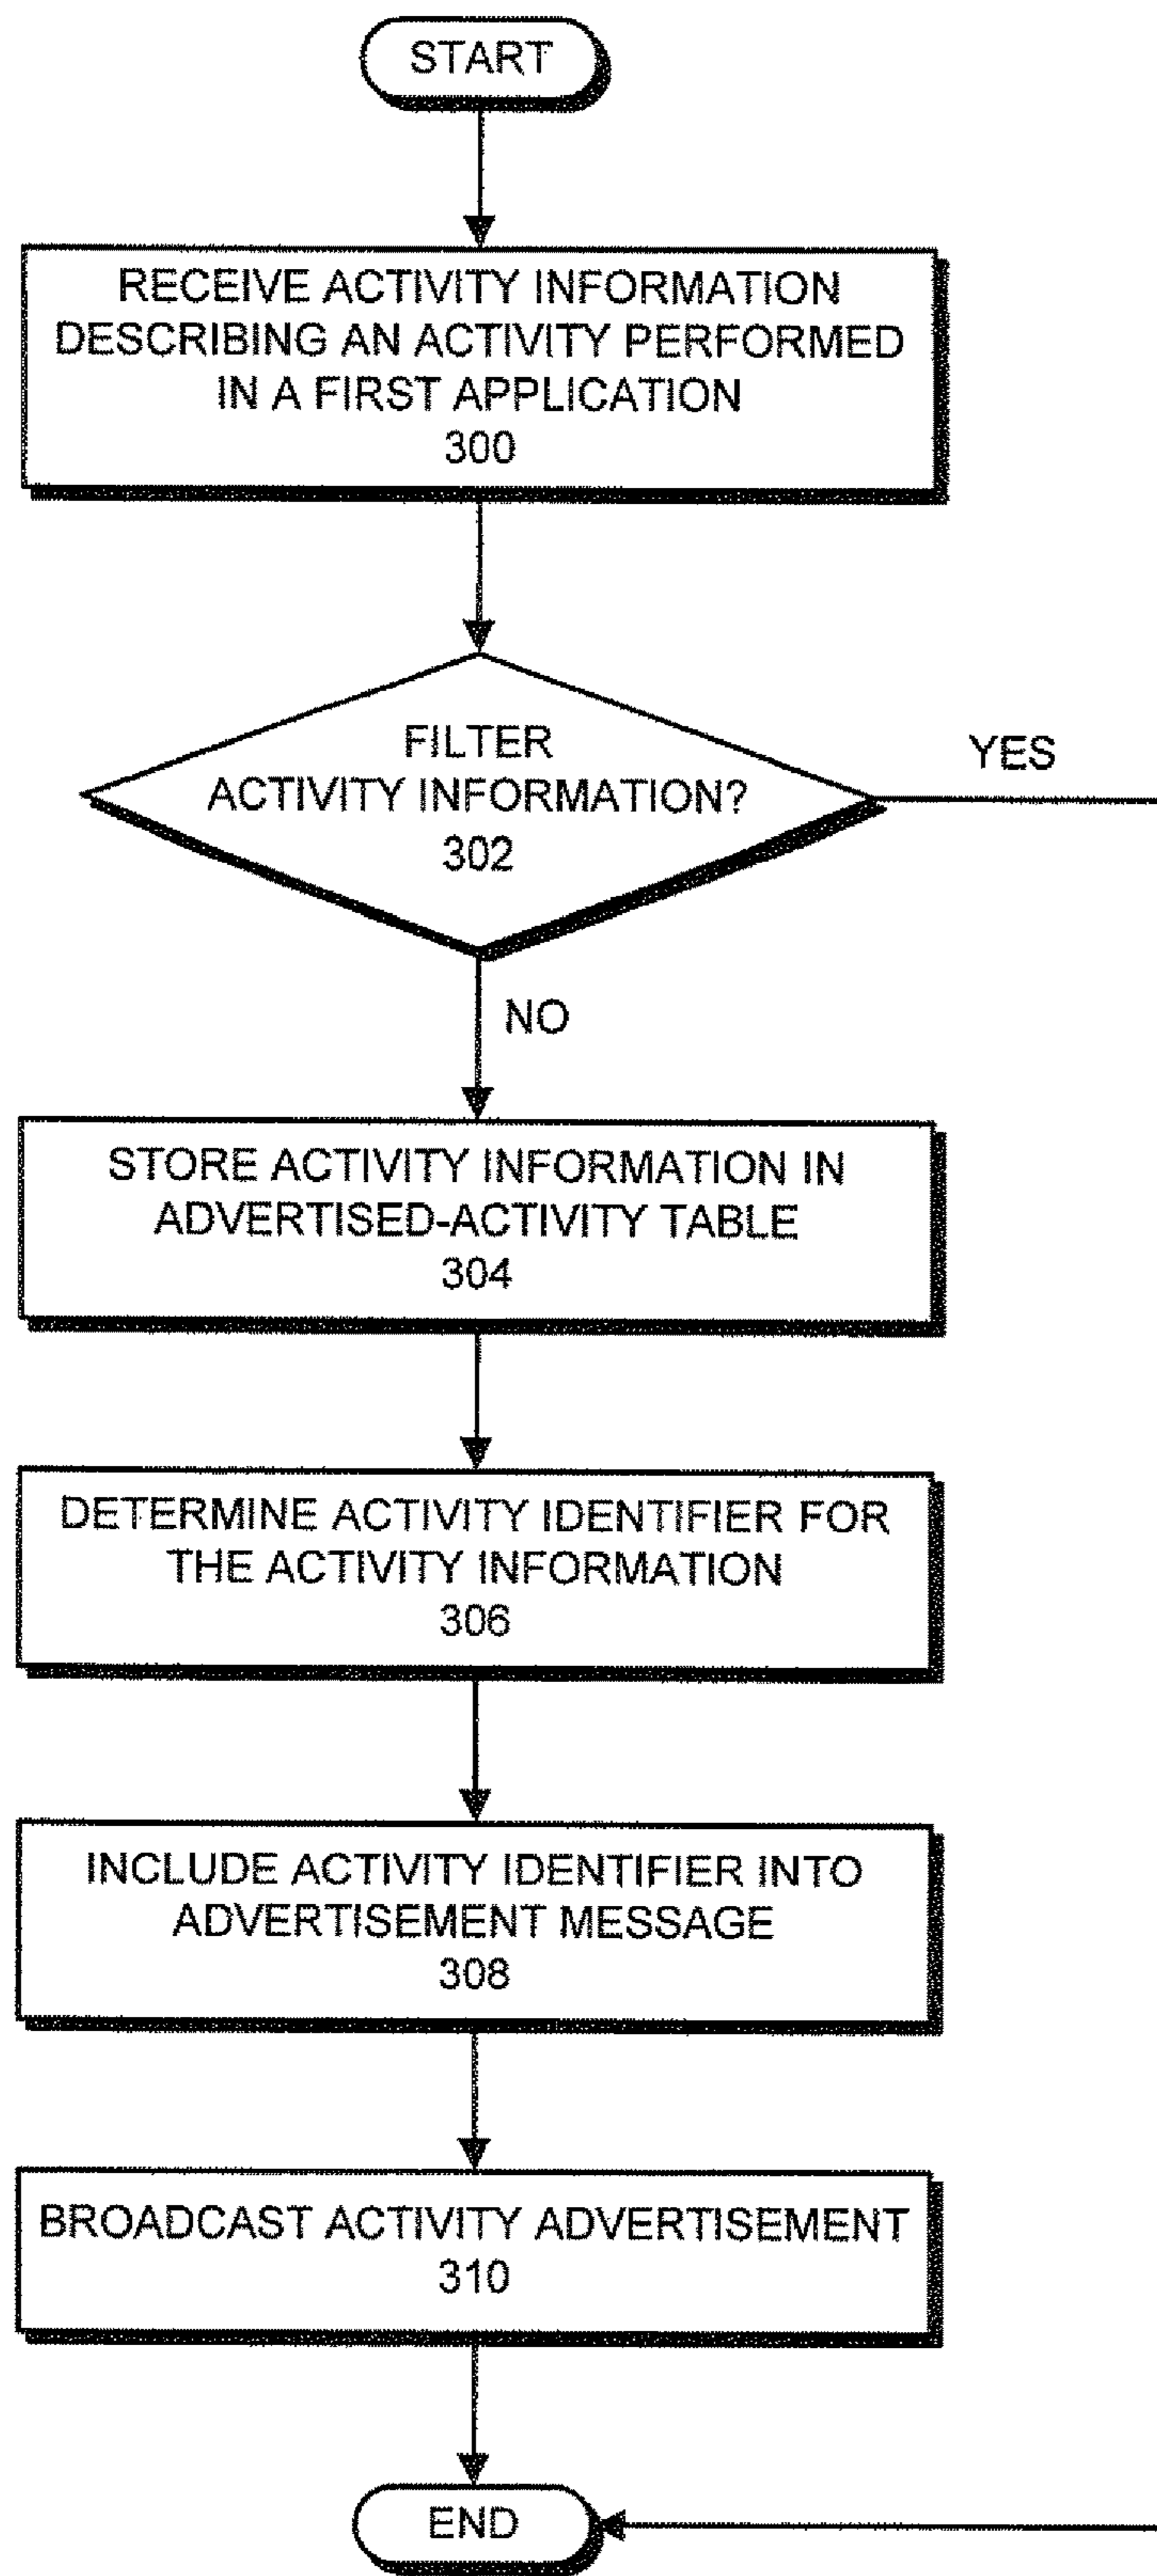 START
RECEIVE ACTIVITY INFORMATION
DESCRIBING AN ACTIVITY PERFORMED
IN A FIRST APPLICATION
300
FILTER
ACTIVITY INFORMATION?
302
YES
NO
STORE ACTIVITY INFORMATION IN
ADVERTISED-ACTIVITY TABLE
304
DETERMINE ACTIVITY IDENTIFIER FOR
THE ACTIVITY INFORMATION
306
INCLUDE ACTIVITY IDENTIFIER INTO
ADVERTISEMENT MESSAGE
308
BROADCAST ACTIVITY ADVERTISEMENT
310
END